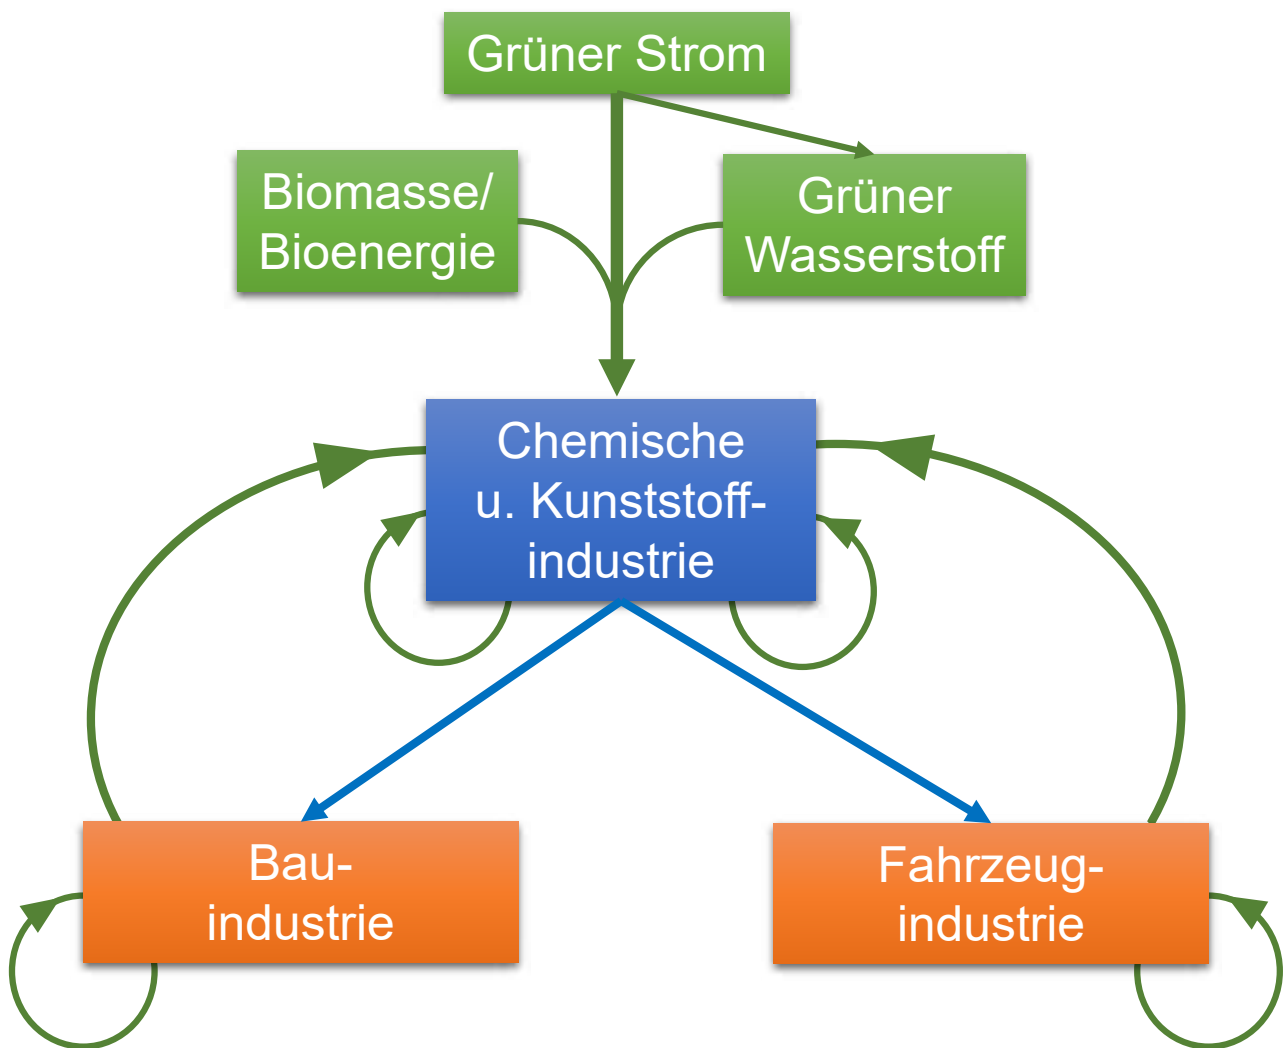 Grüner Strom
Biomasse/
Bioenergie
Grüner
Wasserstoff
Chemische
u. Kunststoff-
industrie
Bau-
industrie
Fahrzeug-
industrie